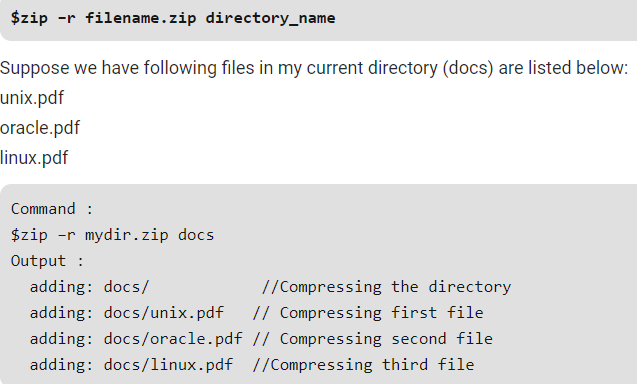 $zip –r filename.zip directory_name
Suppose we have following files in my current directory (docs) are listed below:
unix.pdf
oracle.pdf
linux.pdf
Command :
$zip –r mydir.zip docs
Output :
adding: docs/ //Compressing the directory
adding: docs/unix.pdf // Compressing first file
adding: docs/oracle.pdf // Compressing second file
adding: docs/linux.pdf //Compressing third file